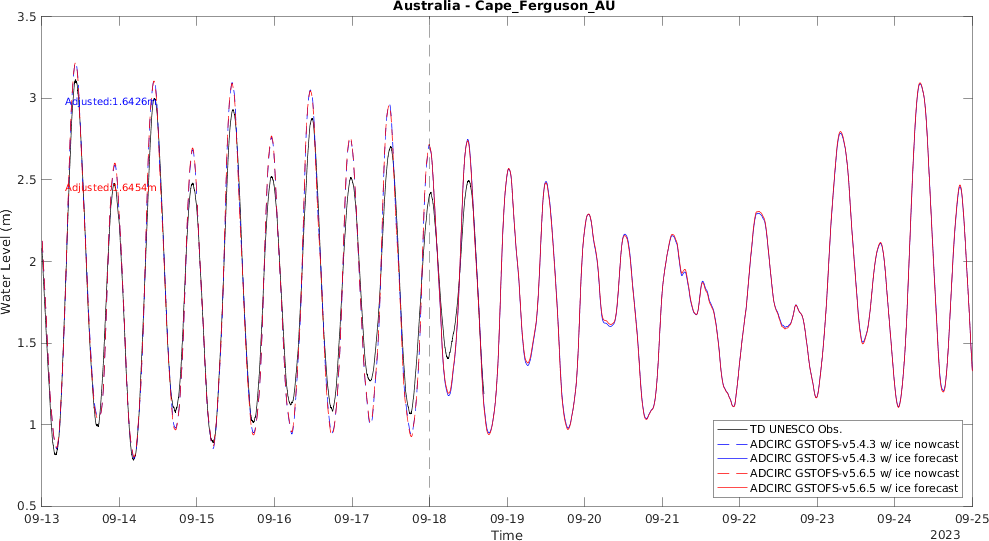 Australia - Cape_Ferguson_AU
3.5
3
2.5
2
1.5
1
0.5
Water Level (m)
Adjusted:1.6426m
Adjusted:1.6454m
TD UNESCO Obs.
ADCIRC GSTOFS-v5.4.3 w/ ice nowcast
ADCIRC GSTOFS-v5.4.3 w/ ice forecast
ADCIRC GSTOFS-v5.6.5 w/ ice nowcast
ADCIRC GSTOFS-v5.6.5 w/ ice forecast
09-13 09-14 09-15 09-16 09-17 09-18 09-19 09-20 09-21 09-22 09-23 09-24 09-25
Time
2023